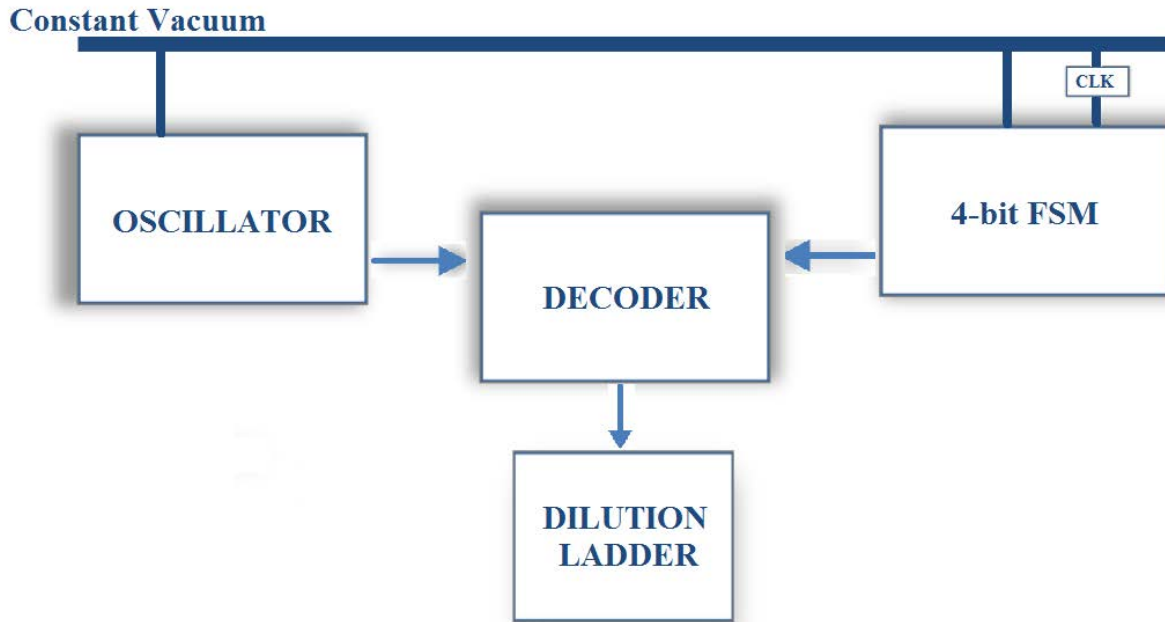 Constant Vacuum
CLK
OSCILLATOR
4-bit FSM
DECODER
DILUTION
LADDER